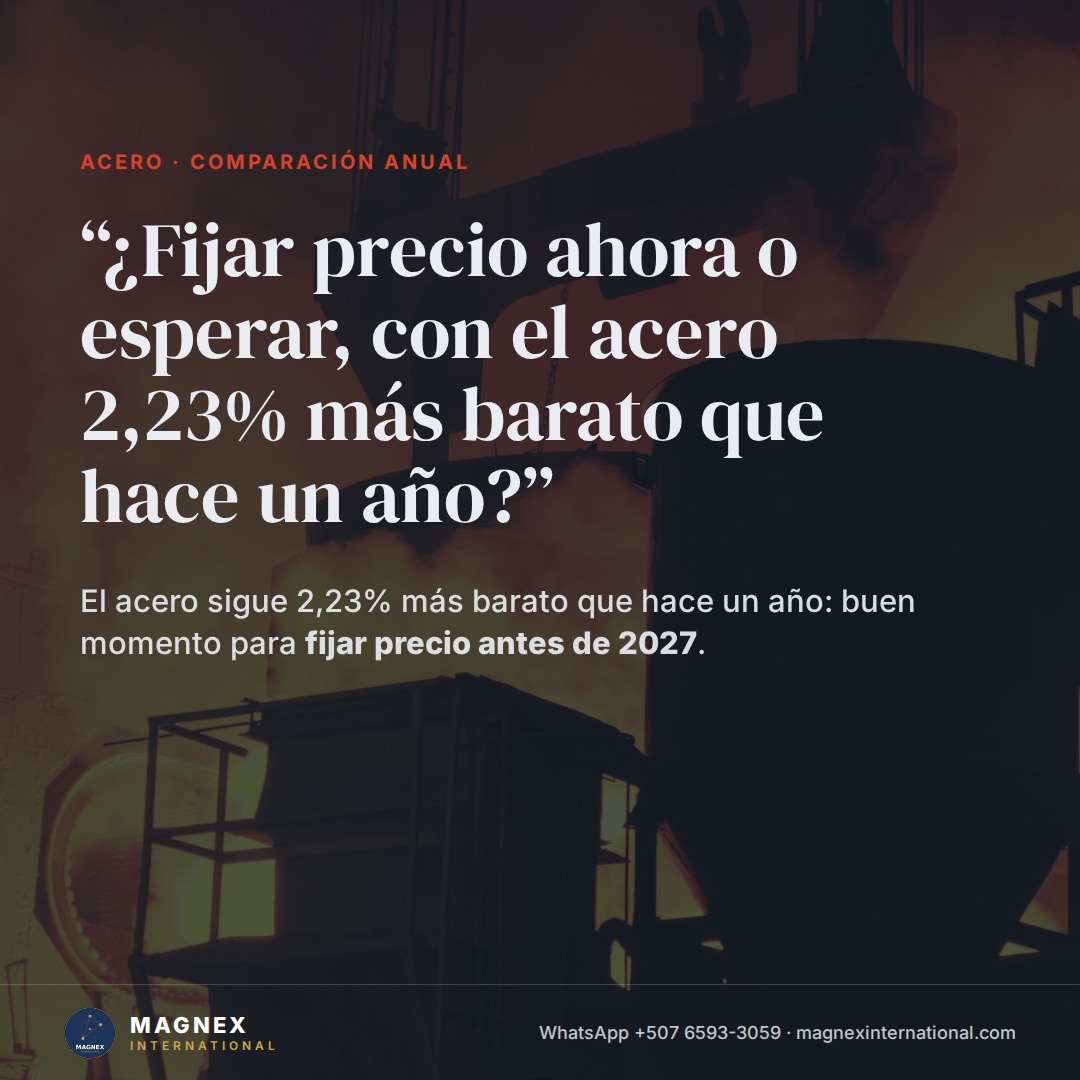 ACERO · COMPARACIÓN ANUAL
“¿Fijar precio ahora o
esperar, con el acero
2,23% más barato que
hace un año?”
El acero sigue 2,23% más barato que hace un año: buen
momento para fijar precio antes de 2027.
MAGNEX
MAGNEX
INTERNATIONAL
WhatsApp +507 6593-3059 · magnexinternational.com